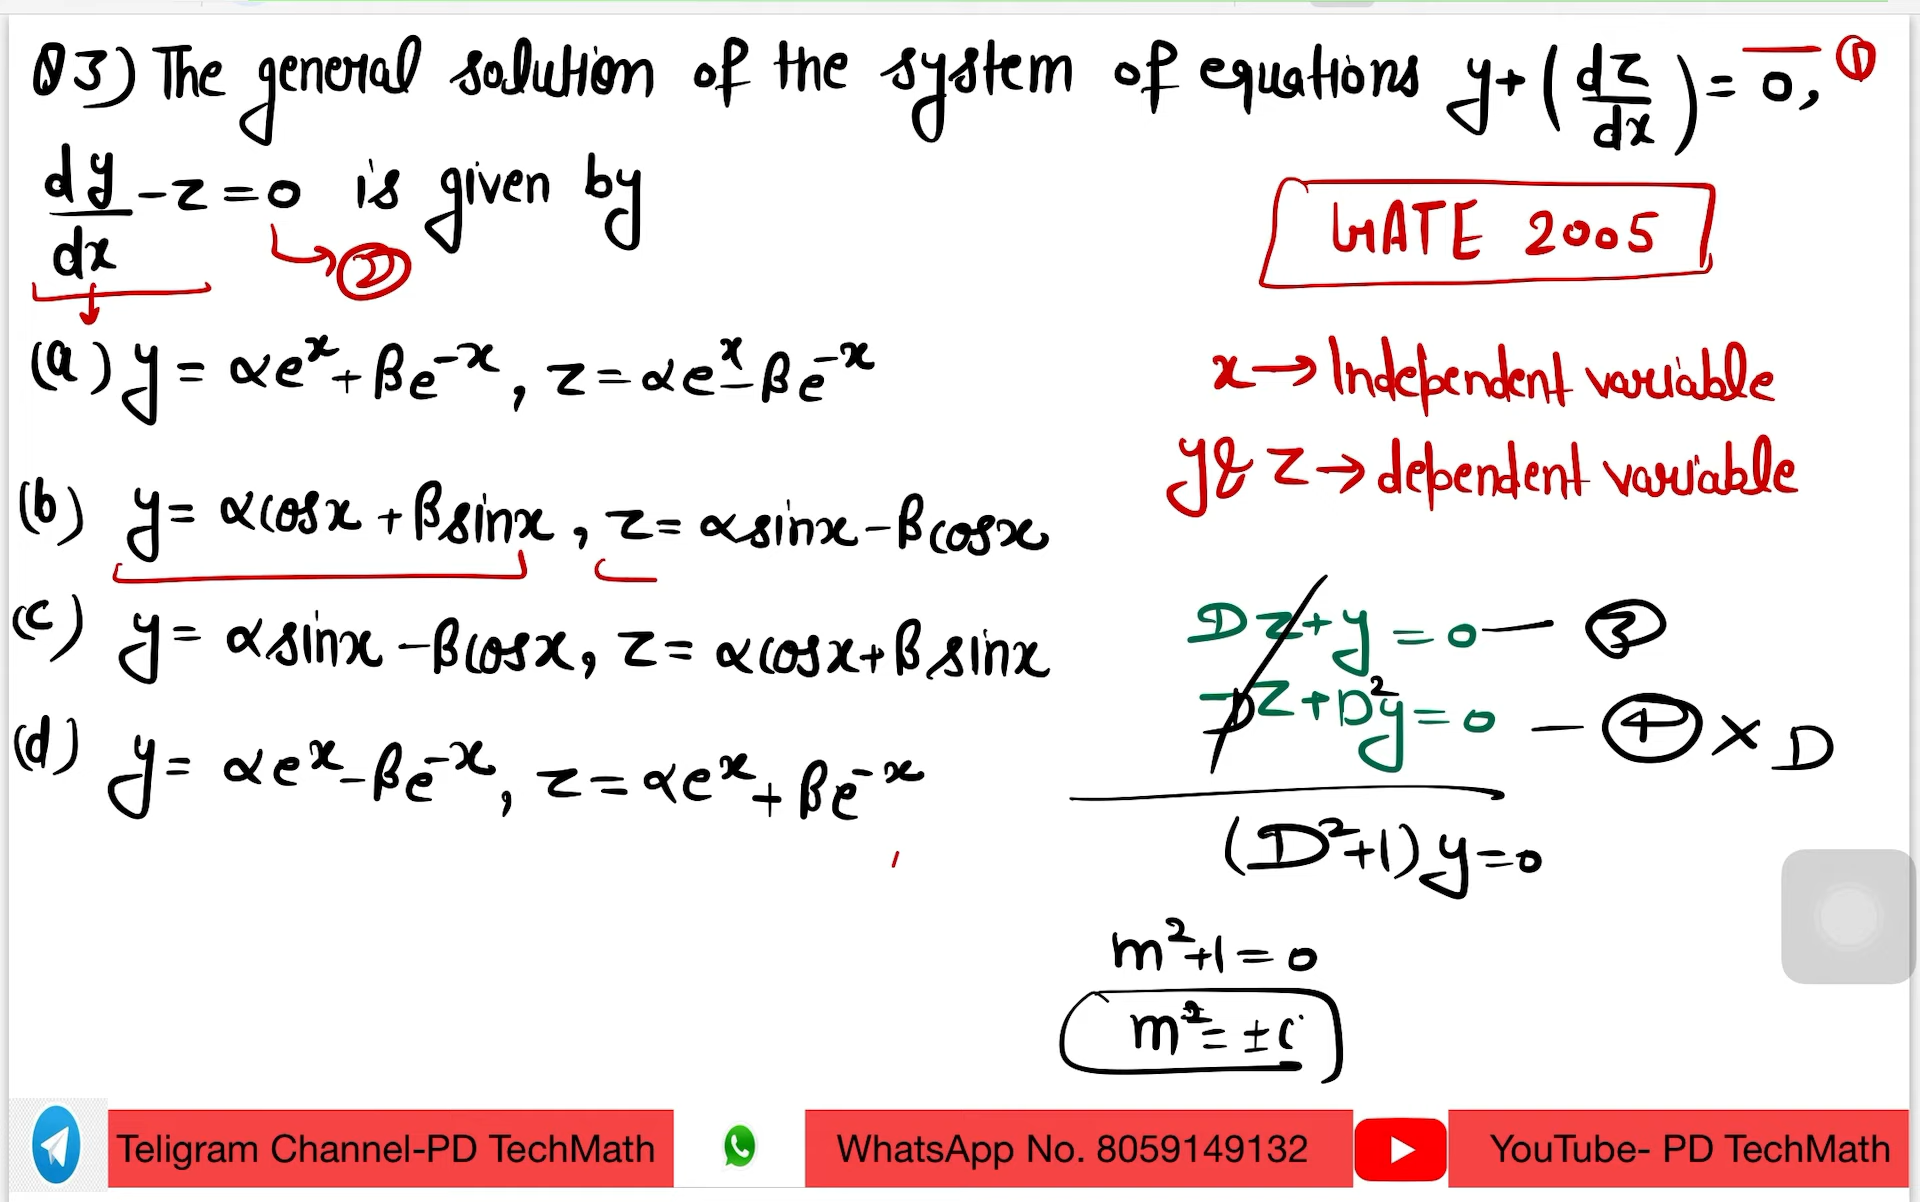 Q3) The general solution of the system of equations y+(dz/dx)=0, — ①
dy/dx -z=0 is given by
→②
GATE 2005
(a) y= αe^x+βe^-x, z=αe^x-βe^-x
x→Independent variable
y& z→dependent variable
(b) y= αcosx+βsinx, z= αsinx-βcosx
(c) y= αsinx-βcosx, z= αcosx+βsinx
Dz+y=0 — ③
-Dz+D²y=0 — ④×D
(d) y= αe^x-βe^-x, z=αe^x+βe^-x
(D²+1)y=0
m²+1=0
m= ±i
Teligram Channel-PD TechMath
WhatsApp No. 8059149132
YouTube- PD TechMath